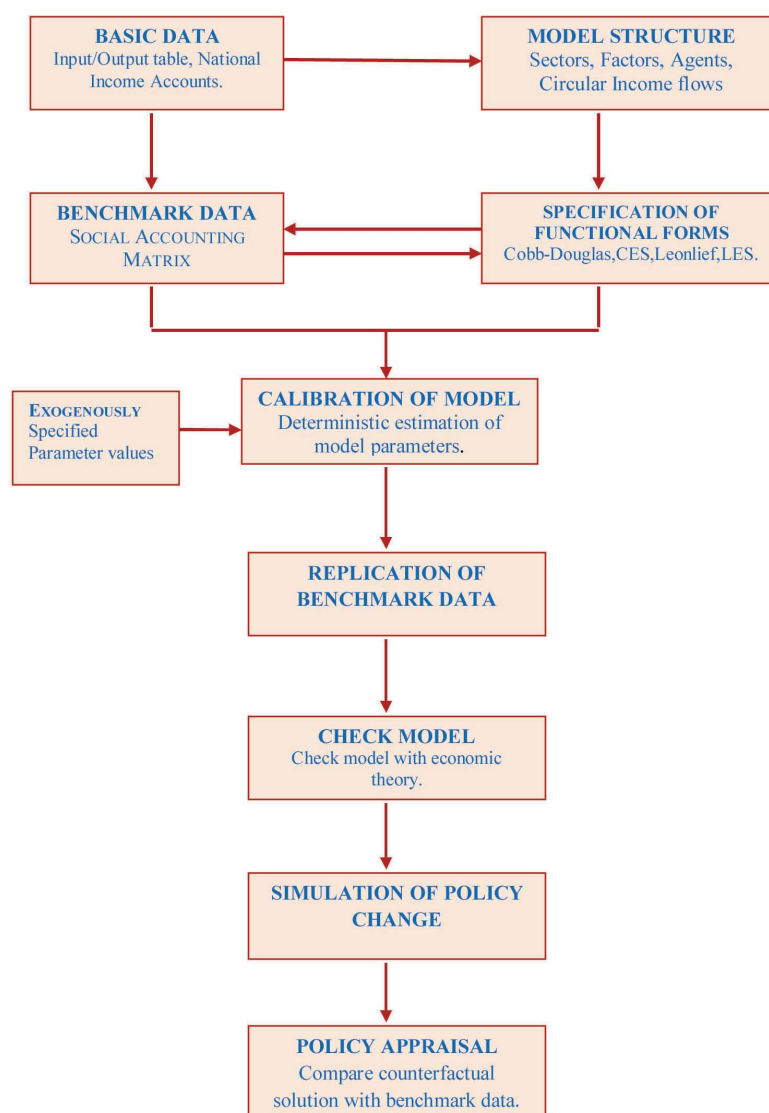 BASIC DATA
Input/Output table, National
Income Accounts.
MODEL STRUCTURE
Sectors, Factors, Agents,
Circular Income flows
BENCHMARK DATA
SOCIAL ACCOUNTING
MATRIX
SPECIFICATION OF
FUNCTIONAL FORMS
Cobb-Douglas,CES,Leonlief,LES.
EXOGENOUSLY
Specified
Parameter values
CALIBRATION OF MODEL
Deterministic estimation of
model parameters.
REPLICATION OF
BENCHMARK DATA
CHECK MODEL
Check model with economic
theory.
SIMULATION OF POLICY
CHANGE
POLICY APPRAISAL
Compare counterfactual
solution with benchmark data.